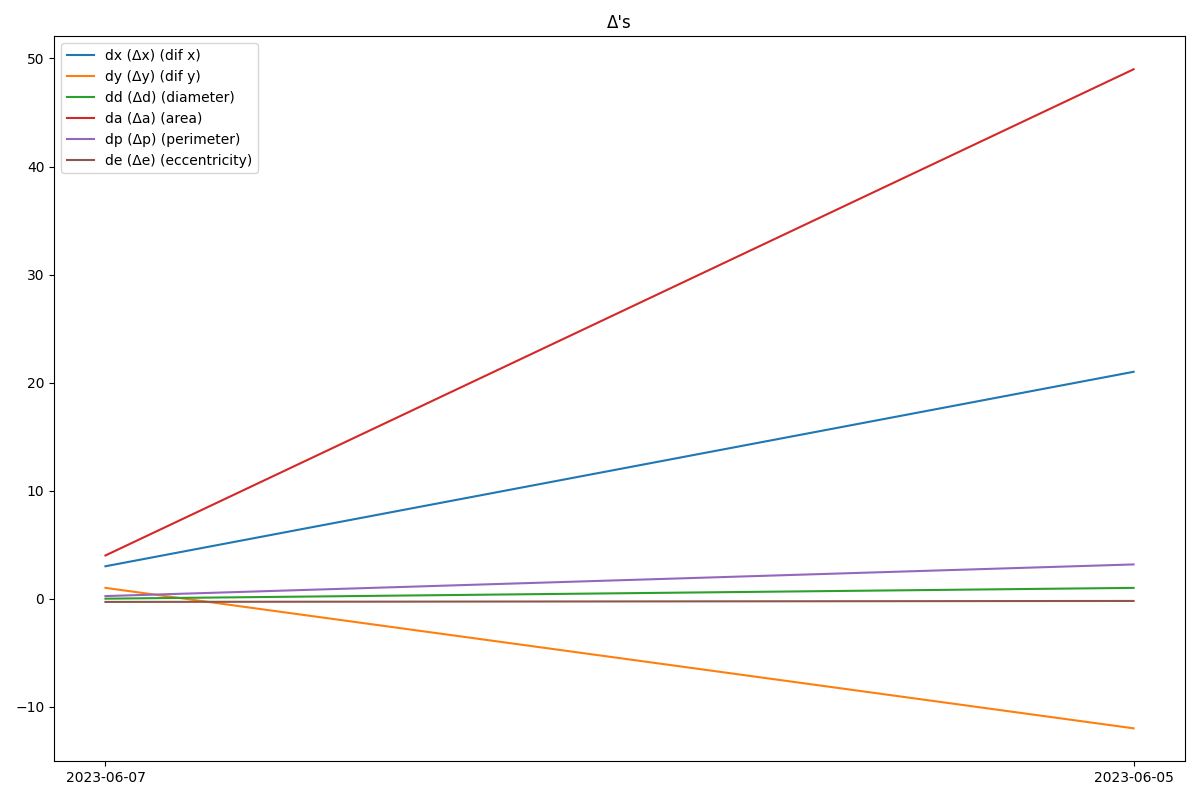 Δ's
dx (Δx) (dif x)
dy (Δy) (dif y)
dd (Δd) (diameter)
da (Δa) (area)
dp (Δp) (perimeter)
de (Δe) (eccentricity)
50
40
30
20
10
0
−10
2023-06-07
2023-06-05